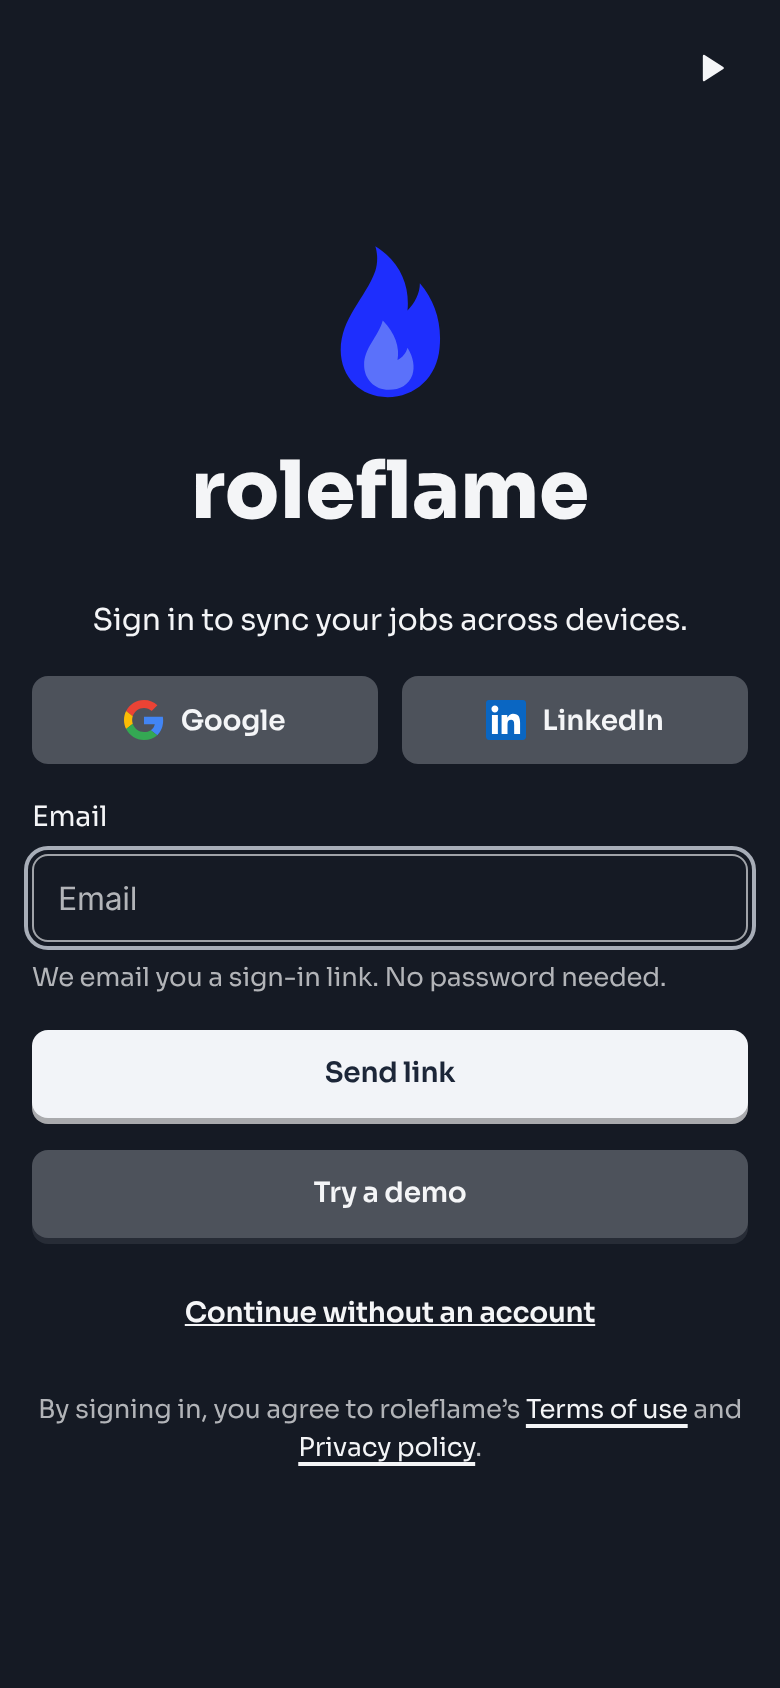 roleflame
Sign in to sync your jobs across devices.
Google
LinkedIn
Email
Email
We email you a sign-in link. No password needed.
Send link
Try a demo
Continue without an account
By signing in, you agree to roleflame’s Terms of use and
Privacy policy.